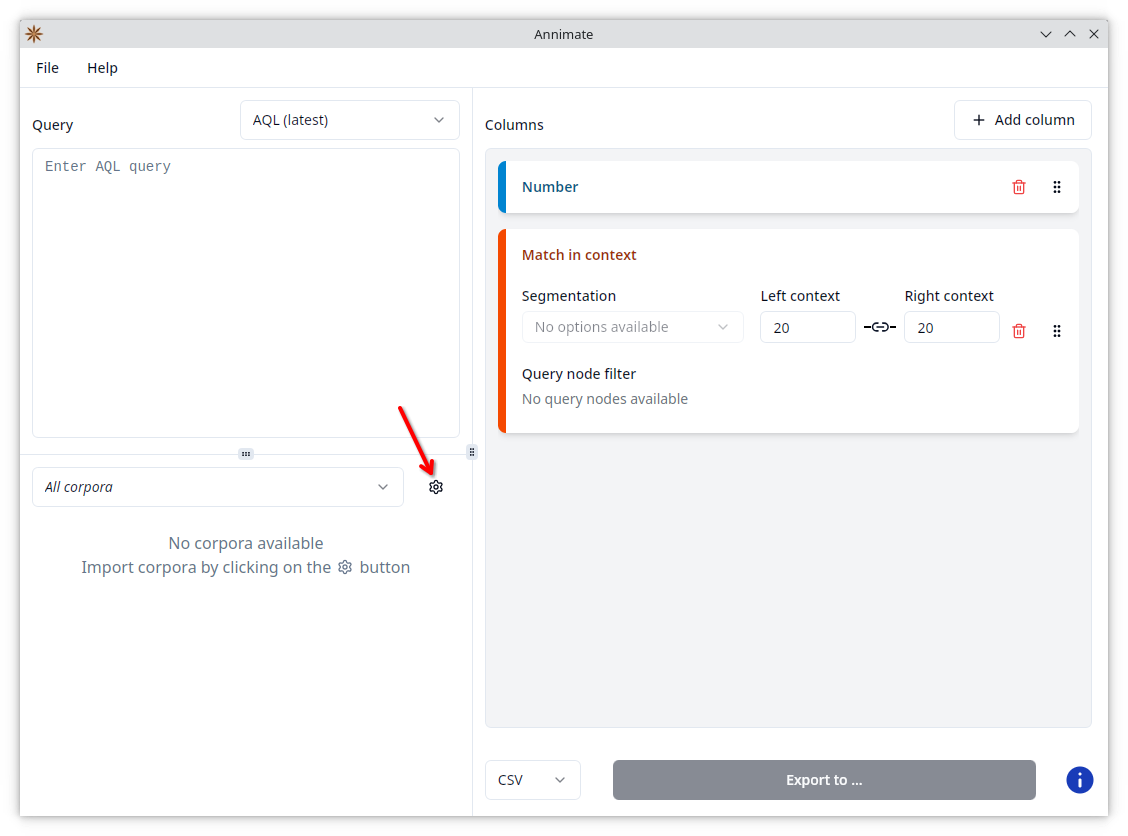 Annimate
File Help
Query
AQL (latest)
Enter AQL query
All corpora
No corpora available
Import corpora by clicking on the button
Columns
Add column
Number
Match in context
Segmentation Left context Right context
No options available 20 20
Query node filter
No query nodes available
CSV
Export to ...